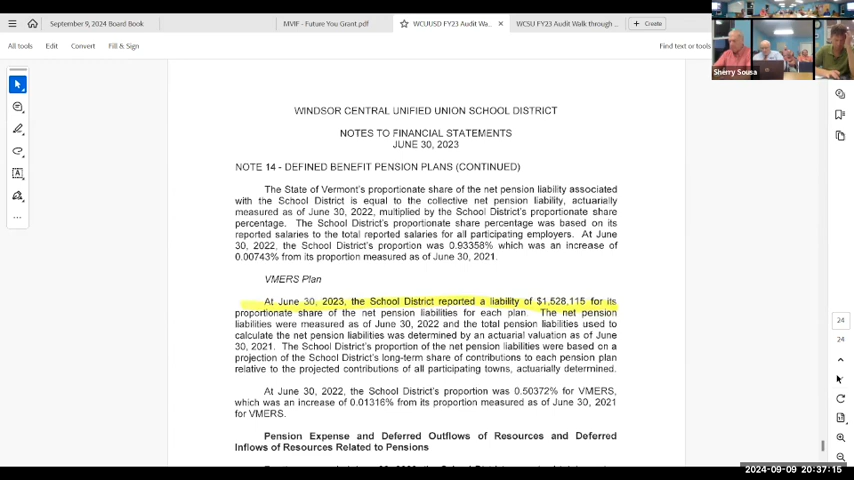 September 9, 2024 Board Book
MVIF - Future You Grant.pdf
WCUUSD FY23 Audit Wa...
WCSU FY23 Audit Walk through ...
Create
All tools
Edit
Convert
Fill & Sign
Find text or tools
Sherry Sousa
WINDSOR CENTRAL UNIFIED UNION SCHOOL DISTRICT
NOTES TO FINANCIAL STATEMENTS
JUNE 30, 2023
NOTE 14 - DEFINED BENEFIT PENSION PLANS (CONTINUED)
The State of Vermont's proportionate share of the net pension liability associated
with the School District is equal to the collective net pension liability, actuarially
measured as of June 30, 2022, multiplied by the School District's proportionate share
percentage. The School District's proportionate share percentage was based on its
reported salaries to the total reported salaries for all participating employers. At June
30, 2022, the School District's proportion was 0.93358% which was an increase of
0.00743% from its proportion measured as of June 30, 2021.
VMERS Plan
At June 30, 2023, the School District reported a liability of $1,528,115 for its
proportionate share of the net pension liabilities for each plan. The net pension
liabilities were measured as of June 30, 2022 and the total pension liabilities used to
calculate the net pension liabilities was determined by an actuarial valuation as of June
30, 2021. The School District's proportion of the net pension liabilities were based on a
projection of the School District's long-term share of contributions to each pension plan
relative to the projected contributions of all participating towns, actuarially determined.
At June 30, 2022, the School District's proportion was 0.50372% for VMERS,
which was an increase of 0.01316% from its proportion measured as of June 30, 2021
for VMERS.
Pension Expense and Deferred Outflows of Resources and Deferred
Inflows of Resources Related to Pensions
24
24
2024-09-09 20:37:15